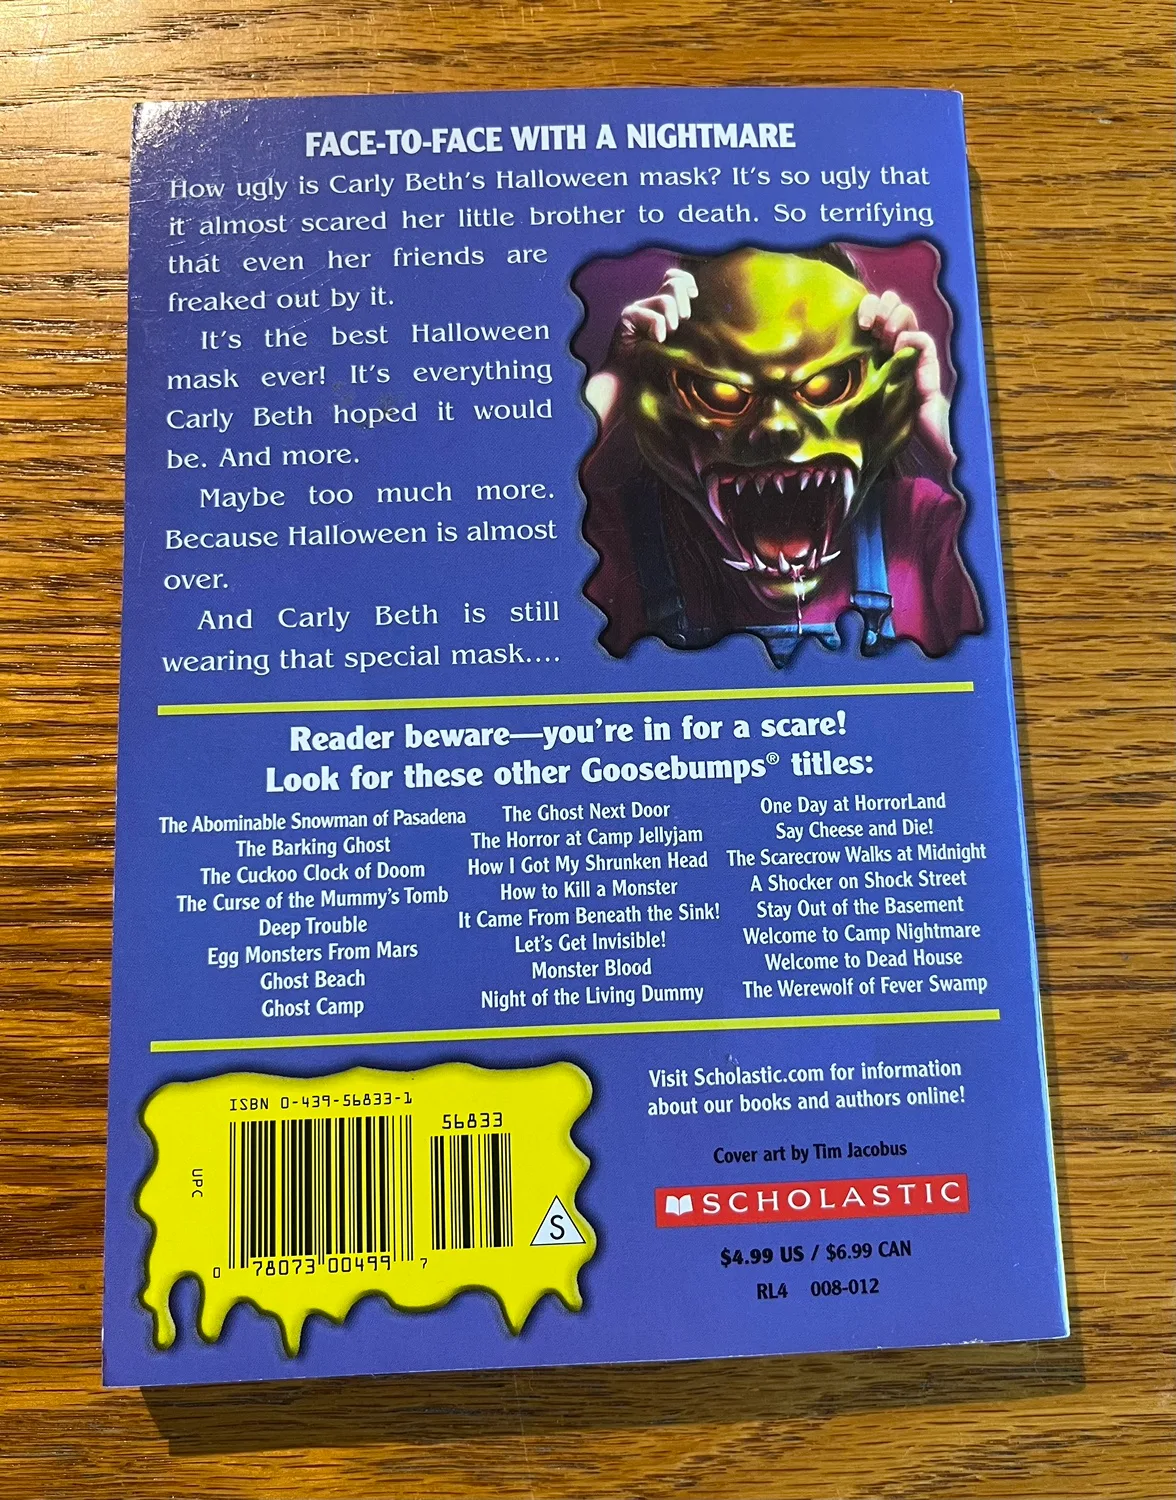 FACE-TO-FACE WITH A NIGHTMARE
How ugly is Carly Beth's Halloween mask? It's so ugly that
it almost scared her little brother to death. So terrifying
that even her friends are
freaked out by it.
It's the best Halloween
mask ever! It's everything
Carly Beth hoped it would
be. And more.
Maybe too much more.
Because Halloween is almost
over.
And Carly Beth is still
wearing that special mask....
Reader beware—you're in for a scare!
Look for these other Goosebumps® titles:
The Abominable Snowman of Pasadena
The Barking Ghost
The Cuckoo Clock of Doom
The Curse of the Mummy's Tomb
Deep Trouble
Egg Monsters From Mars
Ghost Beach
Ghost Camp
The Ghost Next Door
The Horror at Camp Jellyjam
How I Got My Shrunken Head
How to Kill a Monster
It Came From Beneath the Sink!
Let's Get Invisible!
Monster Blood
Night of the Living Dummy
One Day at HorrorLand
Say Cheese and Die!
The Scarecrow Walks at Midnight
A Shocker on Shock Street
Stay Out of the Basement
Welcome to Camp Nightmare
Welcome to Dead House
The Werewolf of Fever Swamp
ISBN 0-439-56833-1
56833
UPC
S
0 78073 00499 7
Visit Scholastic.com for information
about our books and authors online!
Cover art by Tim Jacobus
SCHOLASTIC
$4.99 US / $6.99 CAN
RL4 008-012